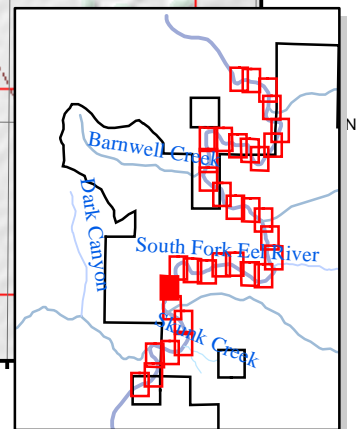 N
Barnwell Creek
Dark Canyon
South Fork Eel River
Skunk Creek